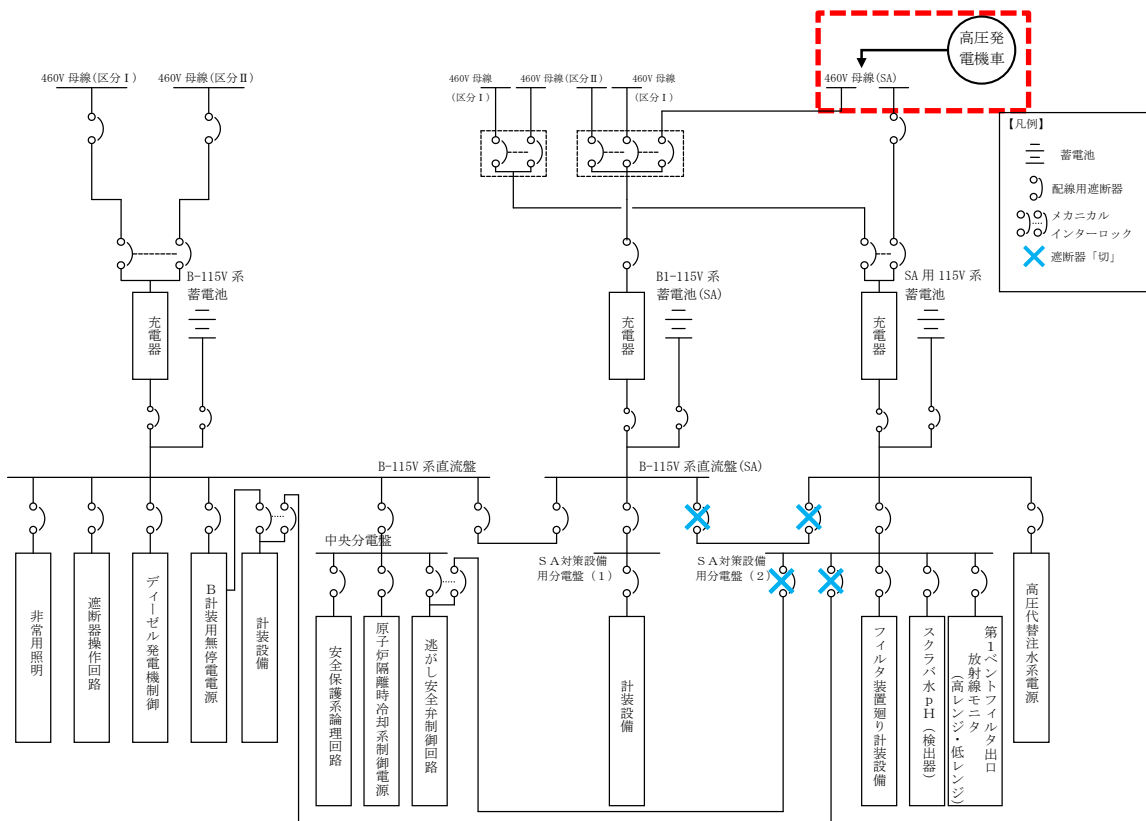 高圧発
電機車
460V 母線(区分Ⅰ)
460V 母線(区分Ⅱ)
460V 母線
(区分Ⅰ)
460V 母線(区分Ⅱ)
460V 母線
(区分Ⅰ)
460V 母線(SA)
【凡例】
蓄電池
配線用遮断器
メカニカル
インターロック
遮断器「切」
B-115V 系
蓄電池
B1-115V 系
蓄電池(SA)
SA 用 115V 系
蓄電池
充電器
充電器
充電器
B-115V 系直流盤
B-115V 系直流盤(SA)
中央分電盤
ＳＡ対策設備
用分電盤（1）
ＳＡ対策設備
用分電盤（2）
非常用照明
遮断器操作回路
ディーゼル発電機制御
Ｂ計装用無停電電源
計装設備
安全保護系論理回路
原子炉隔離時冷却系制御電源
逃がし安全弁制御回路
計装設備
フィルタ装置廻り計装設備
スクラバ水ｐＨ（検出器）
第１ベントフィルタ出口
放射線モニタ
（高レンジ・低レンジ）
高圧代替注水系電源